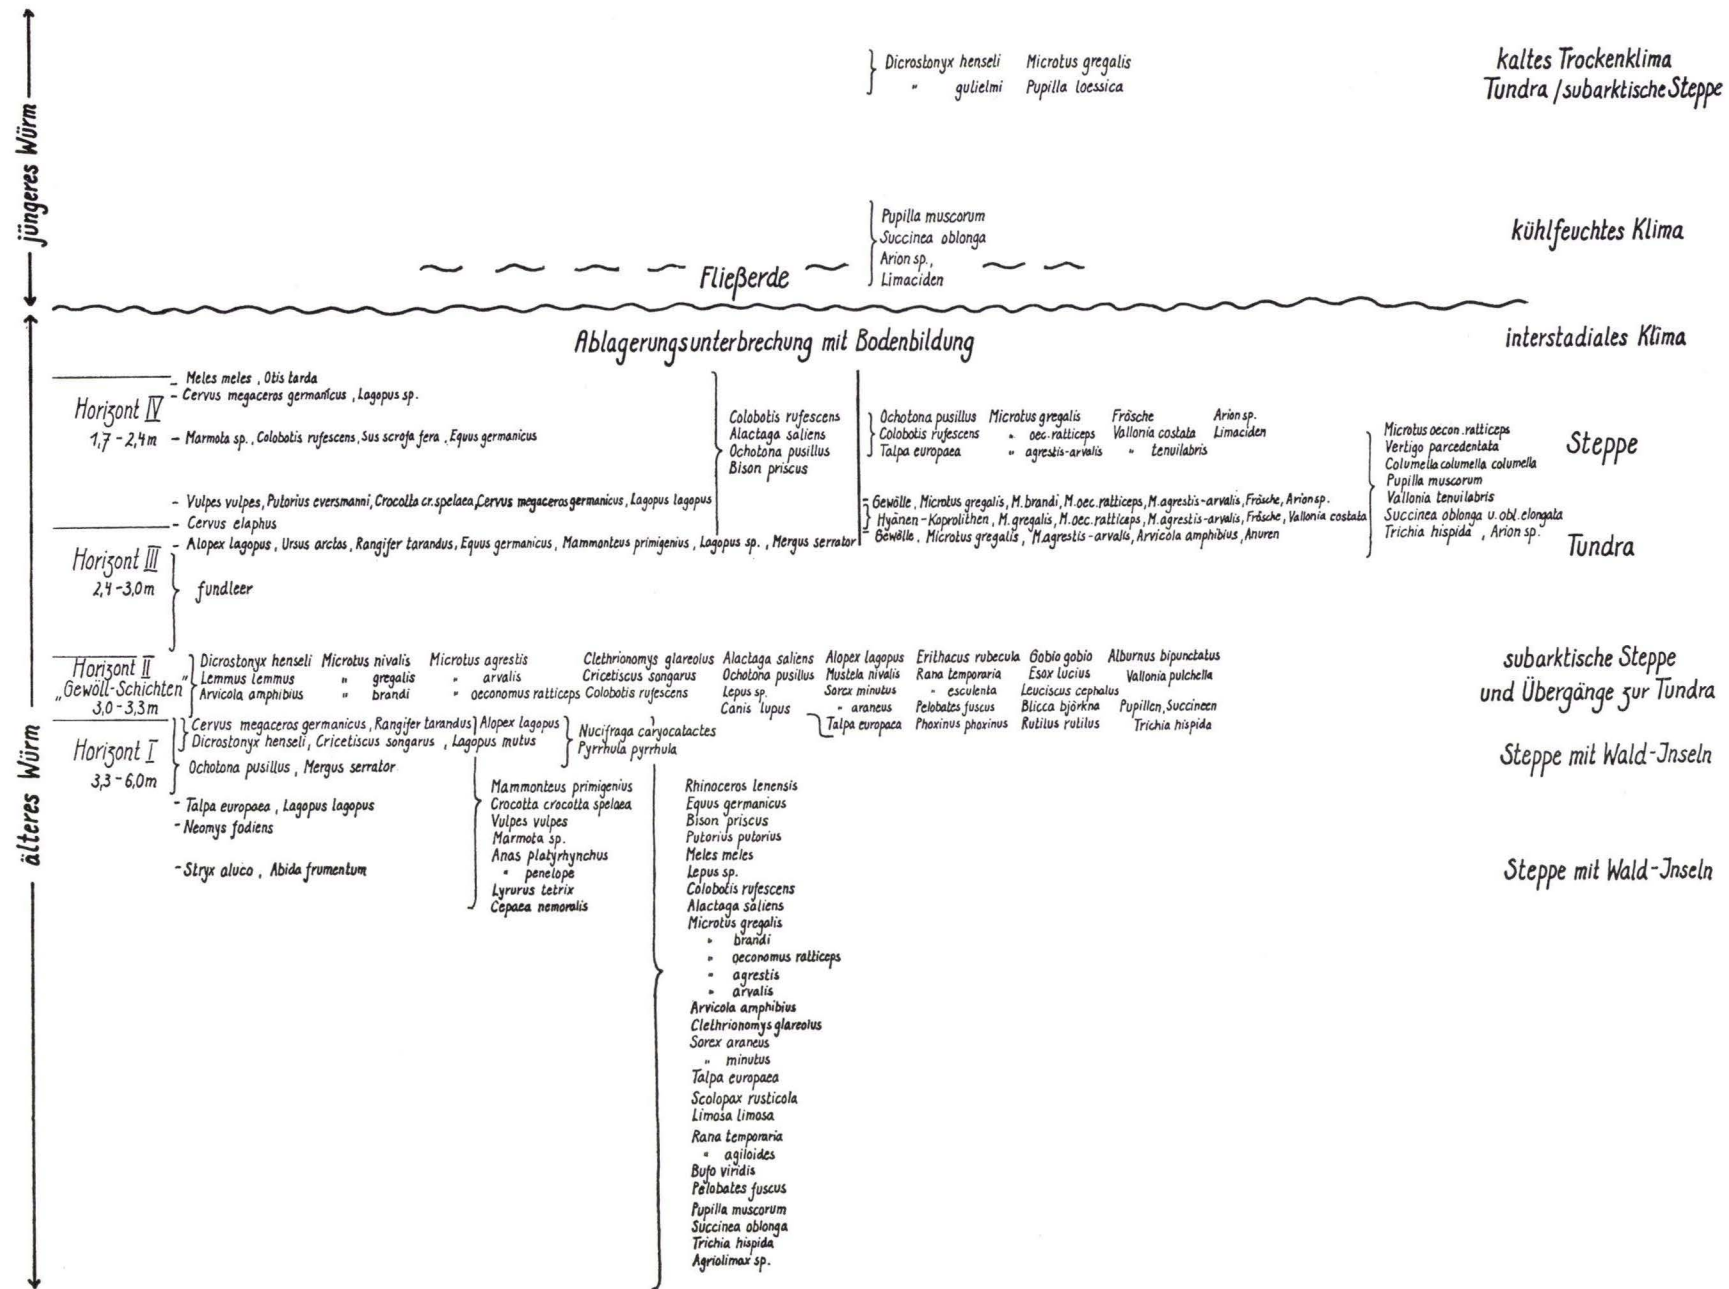 jüngeres Würm
Dicrostonyx henseli Microtus gregalis
" gulielmi Pupilla loessica
kaltes Trockenklima
Tundra / subarktische Steppe
Pupilla muscorum
Succinea oblonga
Arion sp.,
Limaciden
kühlfeuchtes Klima
Fließerde
älteres Würm
Ablagerungsunterbrechung mit Bodenbildung
interstadiales Klima
Horizont IV
1,7 - 2,4 m
- Meles meles , Otis tarda
- Cervus megaceros germanicus , Lagopus sp.
- Marmota sp. , Colobotis rufescens , Sus scrofa fera , Equus germanicus
- Vulpes vulpes, Putorius eversmanni, Crocotta cr. spelaea, Cervus megaceros germanicus , Lagopus lagopus
- Cervus elaphus
Colobotis rufescens
Alactaga saliens
Ochotona pusillus
Bison priscus
Ochotona pusillus Microtus gregalis Frösche Arion sp.
Colobotis rufescens " oec. ratticeps Vallonia costata Limaciden
Talpa europaea " agrestis-arvalis " tenuilabris
- Gewölle , Microtus gregalis, M. brandi, M. oec. ratticeps, M. agrestis-arvalis, Frösche, Arion sp.
Hyänen-Koprolithen, M. gregalis, M. oec. ratticeps, M. agrestis-arvalis, Frösche, Vallonia costata
- Gewölle, Microtus gregalis, M. agrestis-arvalis, Arvicola amphibius, Anuren
Microtus oecon. ratticeps
Vertigo parcedentata
Columella columella columella
Pupilla muscorum
Vallonia tenuilabris
Succinea oblonga u. obl. elongata
Trichia hispida , Arion sp.
Steppe
Horizont III
2,4 - 3,0 m
- Alopex lagopus , Ursus arctos, Rangifer tarandus, Equus germanicus , Mammonteus primigenius , Lagopus sp. , Mergus serrator
fundleer
Tundra
Horizont II
„Gewöll-Schichten"
3,0 - 3,3 m
Dicrostonyx henseli Microtus nivalis Microtus agrestis Clethrionomys glareolus Alactaga saliens Alopex lagopus Erithacus rubecula Gobio gobio Alburnus bipunctatus
Lemmus lemmus " gregalis " arvalis Cricetiscus songarus Ochotona pusillus Mustela nivalis Rana temporaria Esox lucius Vallonia pulchella
Arvicola amphibius " brandi " oeconomus ratticeps Colobotis rufescens Lepus sp. Sorex minutus " esculenta Leuciscus cephalus
Canis lupus " araneus Pelobates fuscus Blicca björkna Pupillen, Succineen
Talpa europaea Phoxinus phoxinus Rutilus rutilus Trichia hispida
subarktische Steppe
und Übergänge zur Tundra
Horizont I
3,3 - 6,0 m
Cervus megaceros germanicus , Rangifer tarandus
Dicrostonyx henseli , Cricetiscus songarus , Lagopus mutus
Alopex lagopus
Ochotona pusillus , Mergus serrator
Nucifraga caryocatactes
Pyrrhula pyrrhula
Steppe mit Wald-Inseln
- Talpa europaea , Lagopus lagopus
- Neomys fodiens
- Stryx aluco , Abida frumentum
Mammonteus primigenius
Crocotta crocotta spelaea
Vulpes vulpes
Marmota sp.
Anas platyrhynchus
" penelope
Lyrurus tetrix
Cepaea nemoralis
Steppe mit Wald-Inseln
Rhinoceros lenensis
Equus germanicus
Bison priscus
Putorius putorius
Meles meles
Lepus sp.
Colobotis rufescens
Alactaga saliens
Microtus gregalis
" brandi
" oeconomus ratticeps
" agrestis
" arvalis
Arvicola amphibius
Clethrionomys glareolus
Sorex araneus
" minutus
Talpa europaea
Scolopax rusticola
Limosa limosa
Rana temporaria
" agiloides
Bufo viridis
Pelobates fuscus
Pupilla muscorum
Succinea oblonga
Trichia hispida
Agriolimax sp.